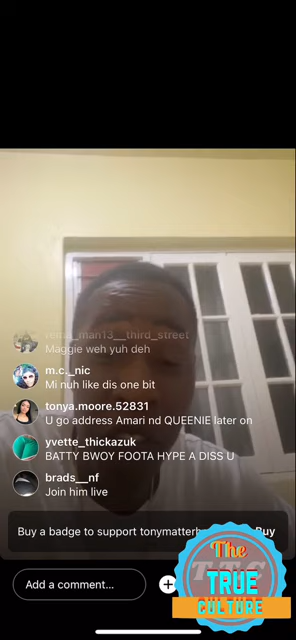 rema_man13__third_street
Maggie weh yuh deh
m.c._nic
Mi nuh like dis one bit
tonya.moore.52831
U go address Amari nd QUEENIE later on
yvette_thickazuk
BATTY BWOY FOOTA HYPE A DISS U
brads__nf
Join him live
Buy a badge to support tonymatterh Buy
Add a comment...
The
TTC
TRUE
CULTURE